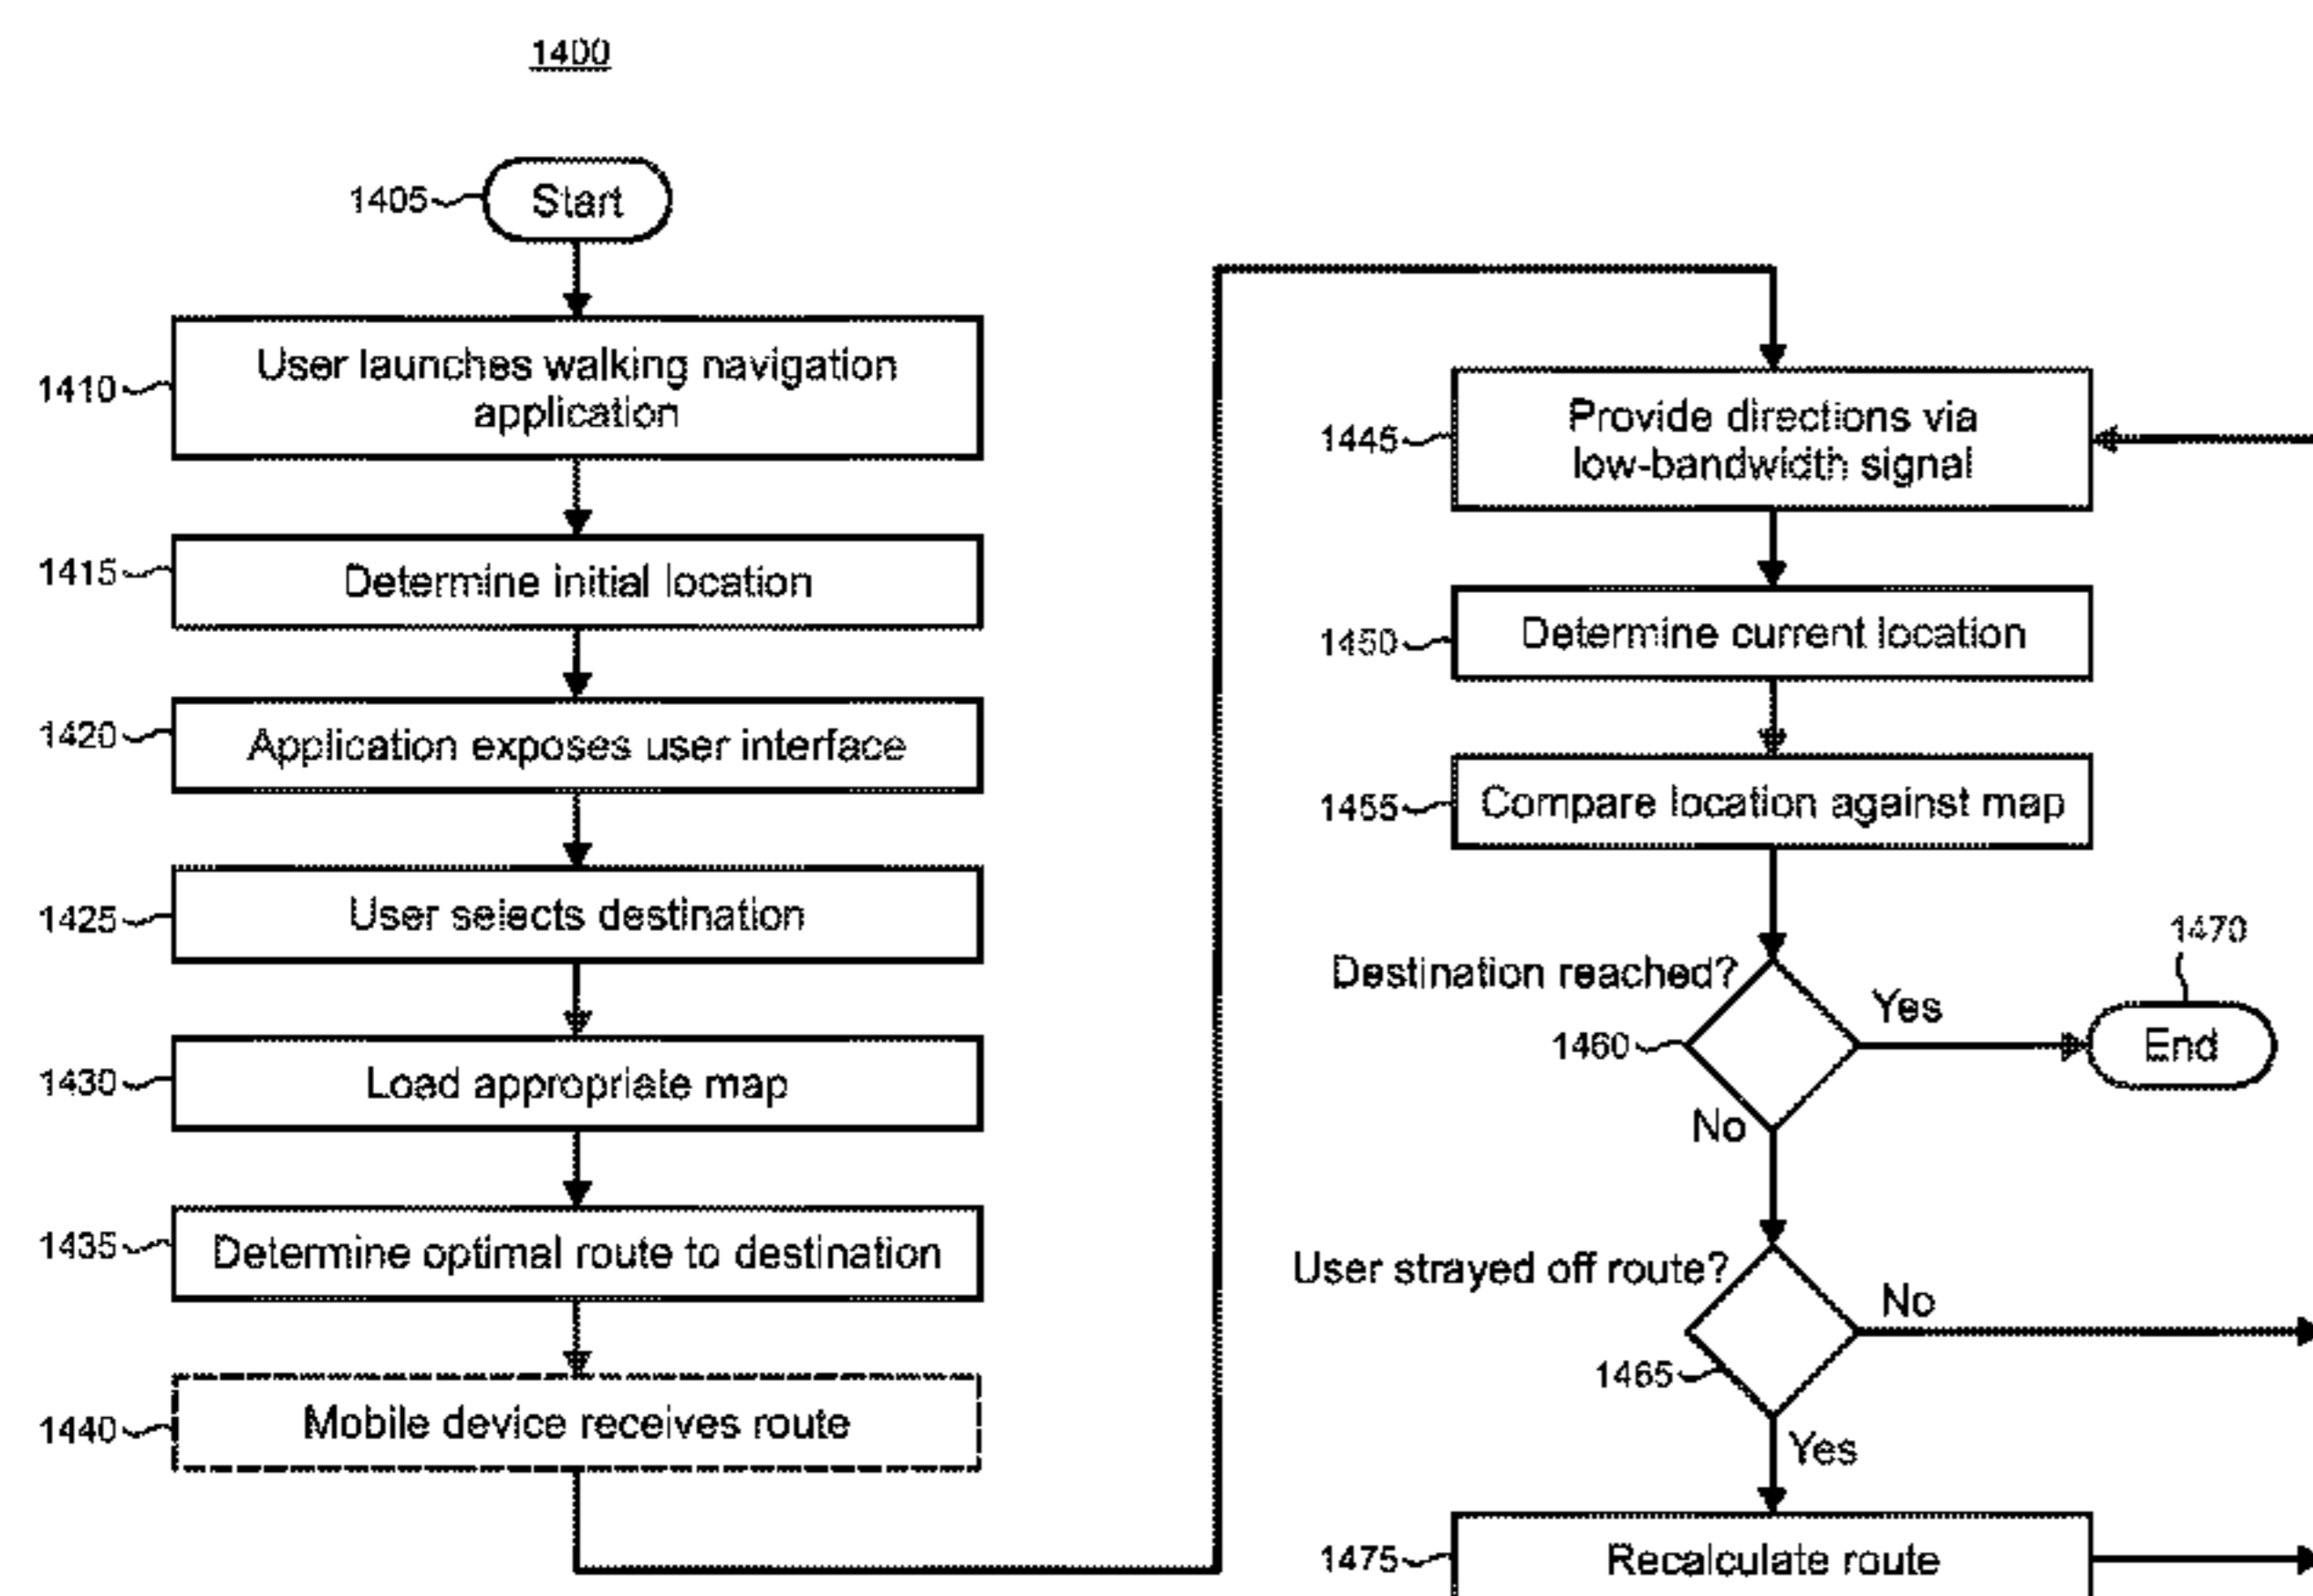 1400
1405
Start
1410
User launches walking navigation
application
1415
Determine initial location
1420
Application exposes user interface
1425
User selects destination
1430
Load appropriate map
1435
Determine optimal route to destination
1440
Mobile device receives route
1445
Provide directions via
low-bandwidth signal
1450
Determine current location
1455
Compare location against map
Destination reached?
1460
Yes
1470
End
No
User strayed off route?
1465
No
Yes
1475
Recalculate route